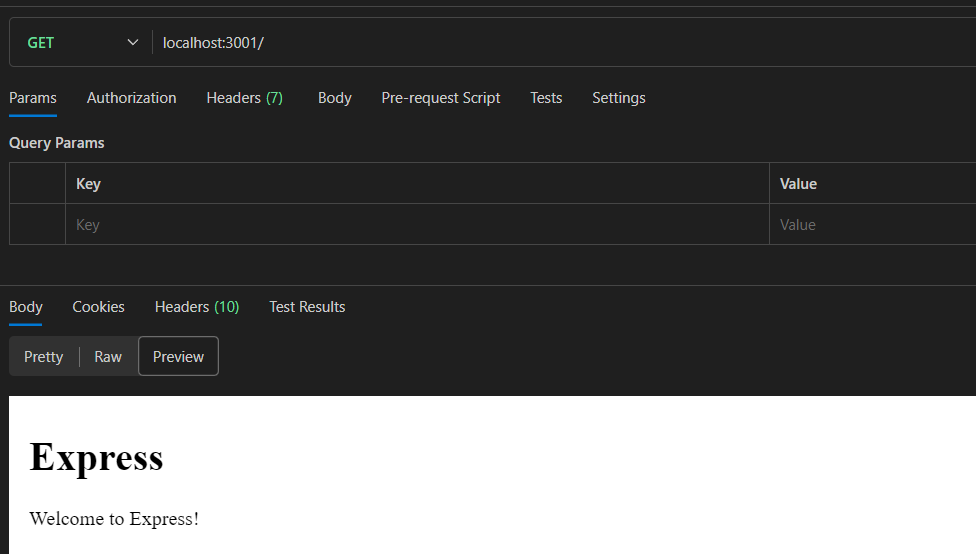 GET localhost:3001/
Params Authorization Headers (7) Body Pre-request Script Tests Settings
Query Params
Key Value
Key Value
Body Cookies Headers (10) Test Results
Pretty Raw Preview
Express
Welcome to Express!